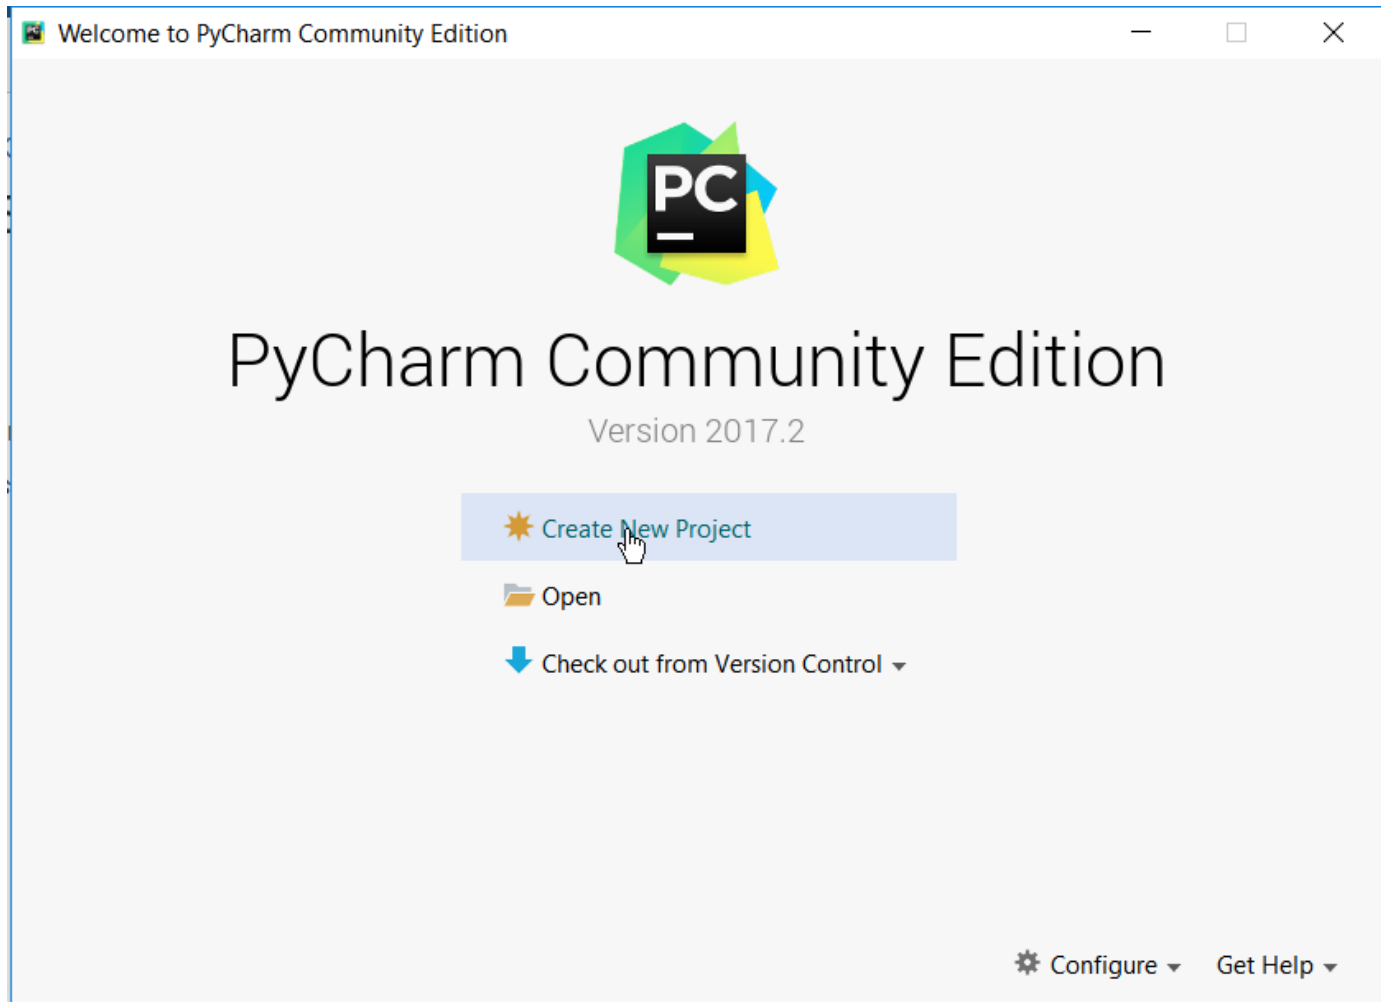 Welcome to PyCharm Community Edition
PC
PyCharm Community Edition
Version 2017.2
Create New Project
Open
Check out from Version Control
Configure Get Help